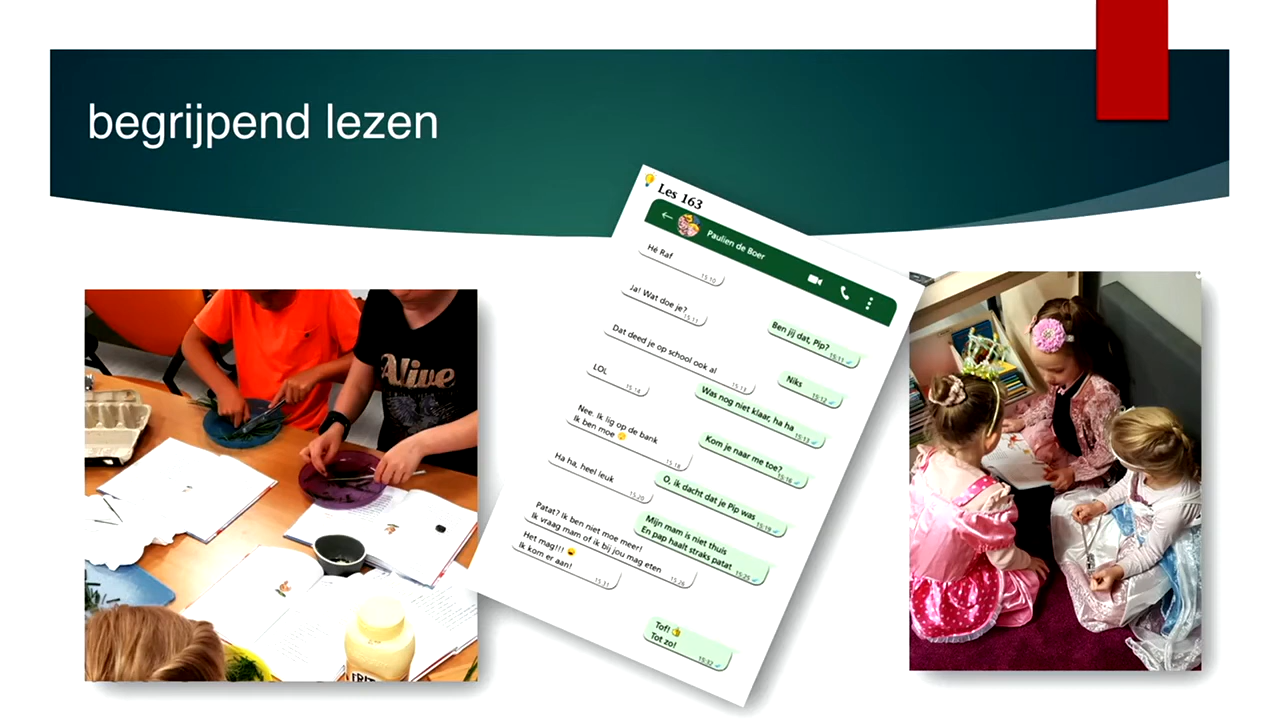 begrijpend lezen
Les 163
Paulien de Boer
Hé Raf
15.10
Ben jij dat, Pip?
15:11
Ja! Wat doe je?
15.11
Niks
15:12
Dat deed je op school ook al
15.13
Was nog niet klaar, ha ha
15:13
LOL
15.14
Kom je naar me toe?
15:16
Nee. Ik lig op de bank
Ik ben moe
15.18
O, ik dacht dat je Pip was
15:19
Ha ha, heel leuk
15.20
Mijn mam is niet thuis
En pap haalt straks patat
15:25
Patat? Ik ben niet moe meer!
Ik vraag mam of ik bij jou mag eten
15.26
Het mag!!!
Ik kom er aan!
15.31
Tof!
Tot zo!
15:32
Alive